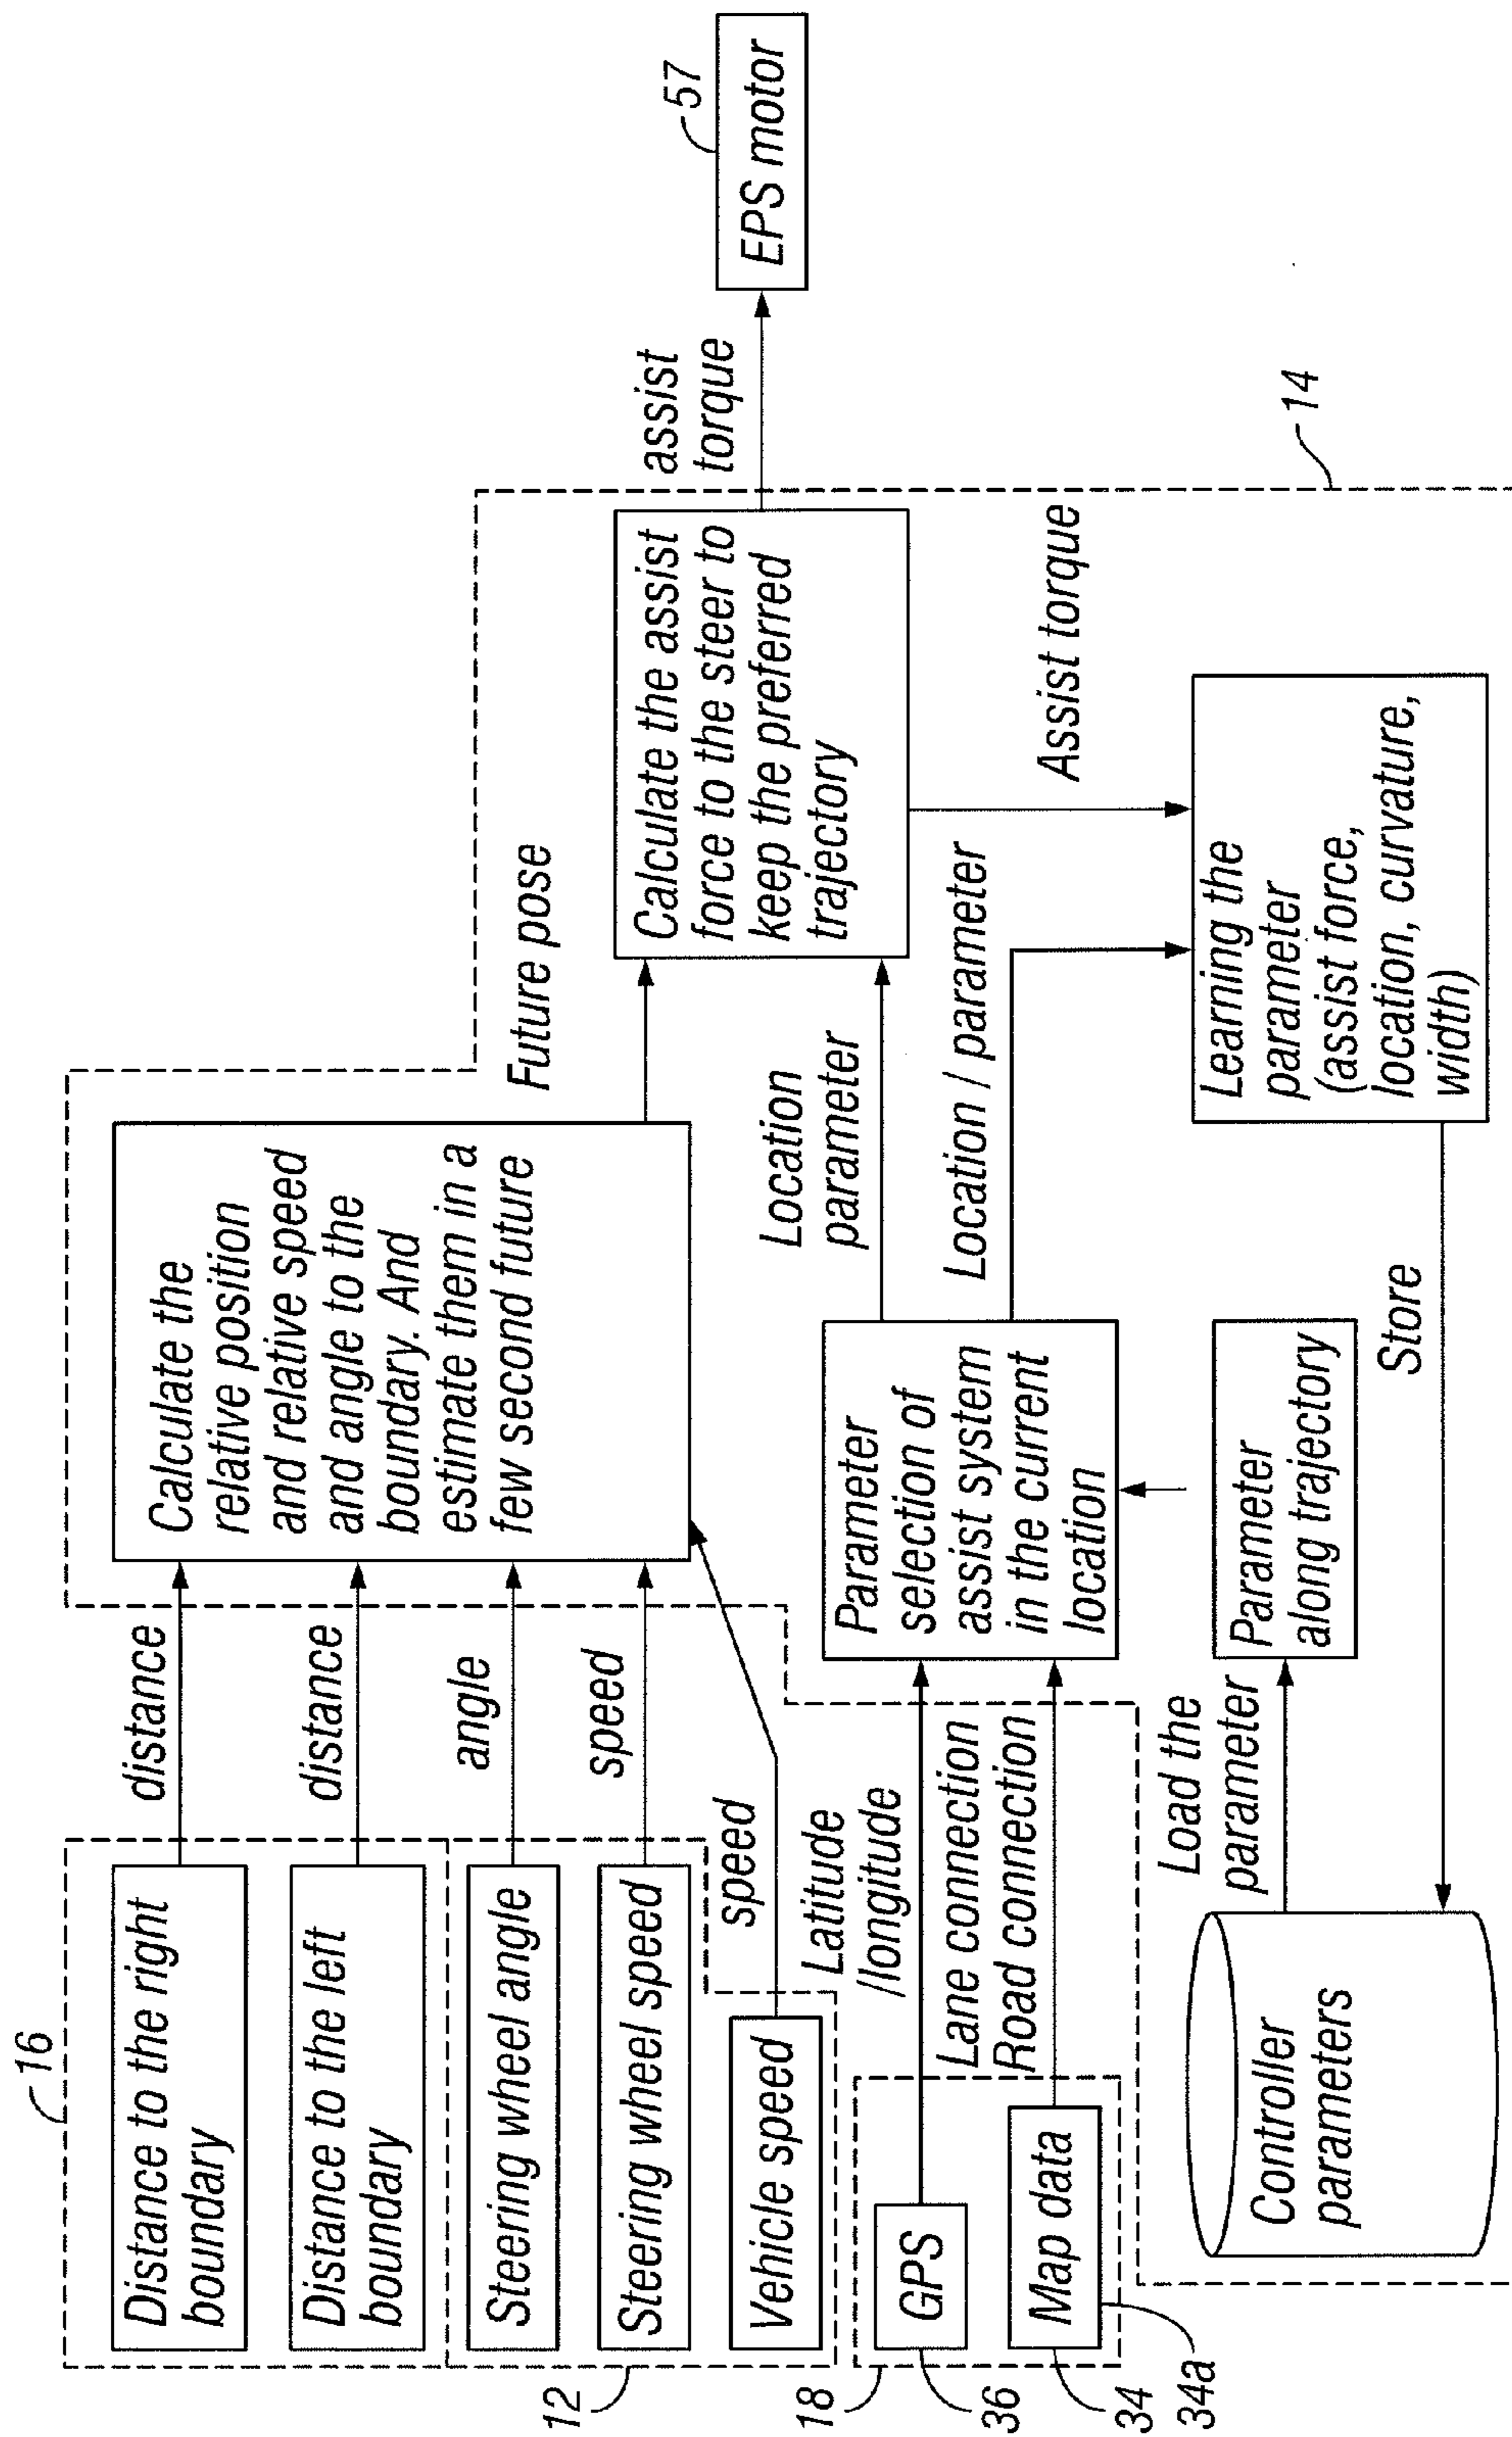 16
Distance to the right
boundary
distance
Distance to the left
boundary
distance
Steering wheel angle
angle
Steering wheel speed
speed
Vehicle speed
speed
12
Calculate the
relative position
and relative speed
and angle to the
boundary. And
estimate them in a
few second future
Future pose
18
GPS
36
Latitude
/longitude
Map data
34
34a
Lane connection
Road connection
Parameter
selection of
assist system
in the current
location
Location
parameter
Location / parameter
Calculate the assist
force to the steer to
keep the preferred
trajectory
assist
torque
57
EPS motor
Assist torque
14
Controller
parameters
Load the
parameter
Parameter
along trajectory
Store
Learning the
parameter
(assist force,
location, curvature,
width)